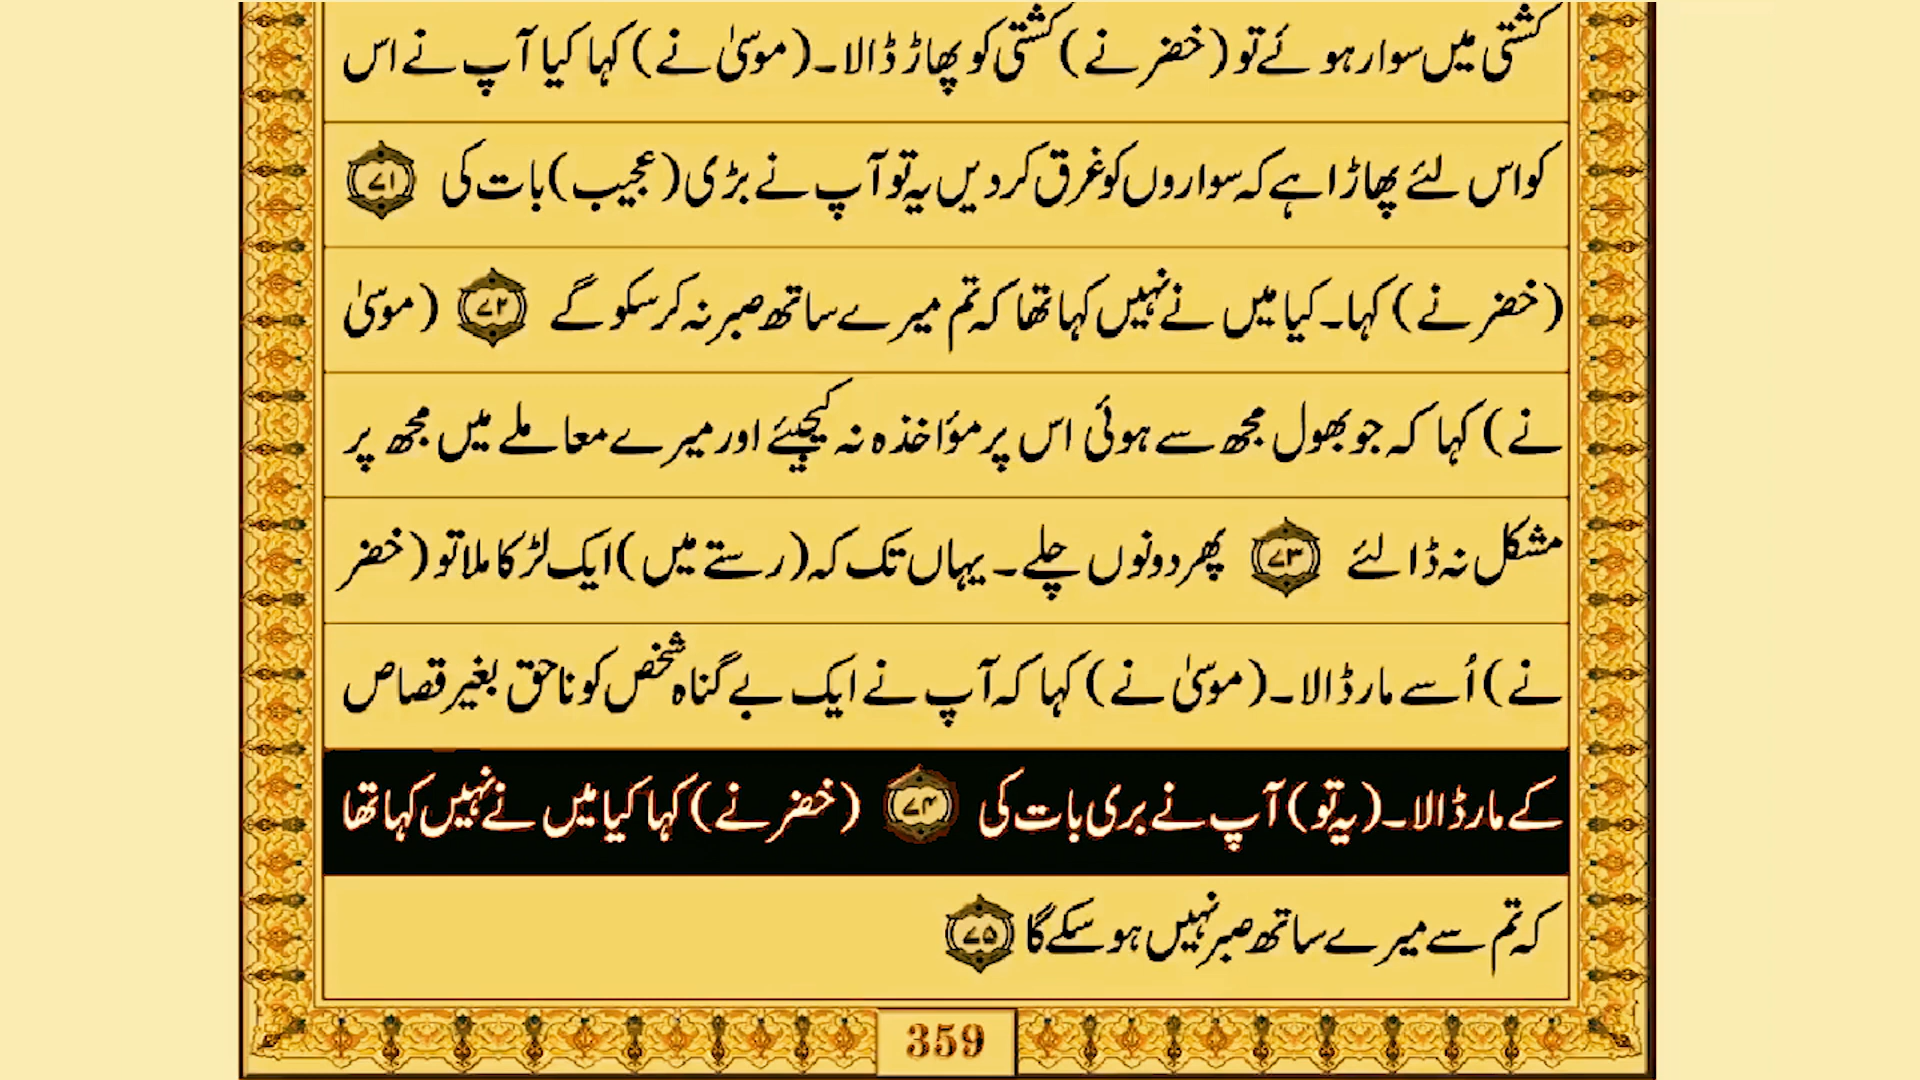 کشتی میں سوار ہوئے تو (خضر نے) کشتی کو پھاڑ ڈالا۔ (موسیٰ نے) کہا کیا آپ نے اس
کو اس لئے پھاڑا ہے کہ سواروں کو غرق کردیں یہ تو آپ نے بڑی (عجیب) بات کی ۷۱
(خضر نے) کہا۔ کیا میں نے نہیں کہا تھا کہ تم میرے ساتھ صبر نہ کرسکو گے ۷۲ (موسیٰ
نے) کہا کہ جو بھول مجھ سے ہوئی اس پر مؤاخذہ نہ کیجیئے اور میرے معاملے میں مجھ پر
مشکل نہ ڈالئے ۷۳ پھر دونوں چلے۔ یہاں تک کہ (رستے میں) ایک لڑکا ملا تو (خضر
نے) اُسے مار ڈالا۔ (موسیٰ نے) کہا کہ آپ نے ایک بے گناہ شخص کو ناحق بغیر قصاص
کے مار ڈالا۔ (یہ تو) آپ نے بری بات کی ۷۴ (خضر نے) کہا کیا میں نے نہیں کہا تھا
کہ تم سے میرے ساتھ صبر نہیں ہوسکے گا ۷۵
359